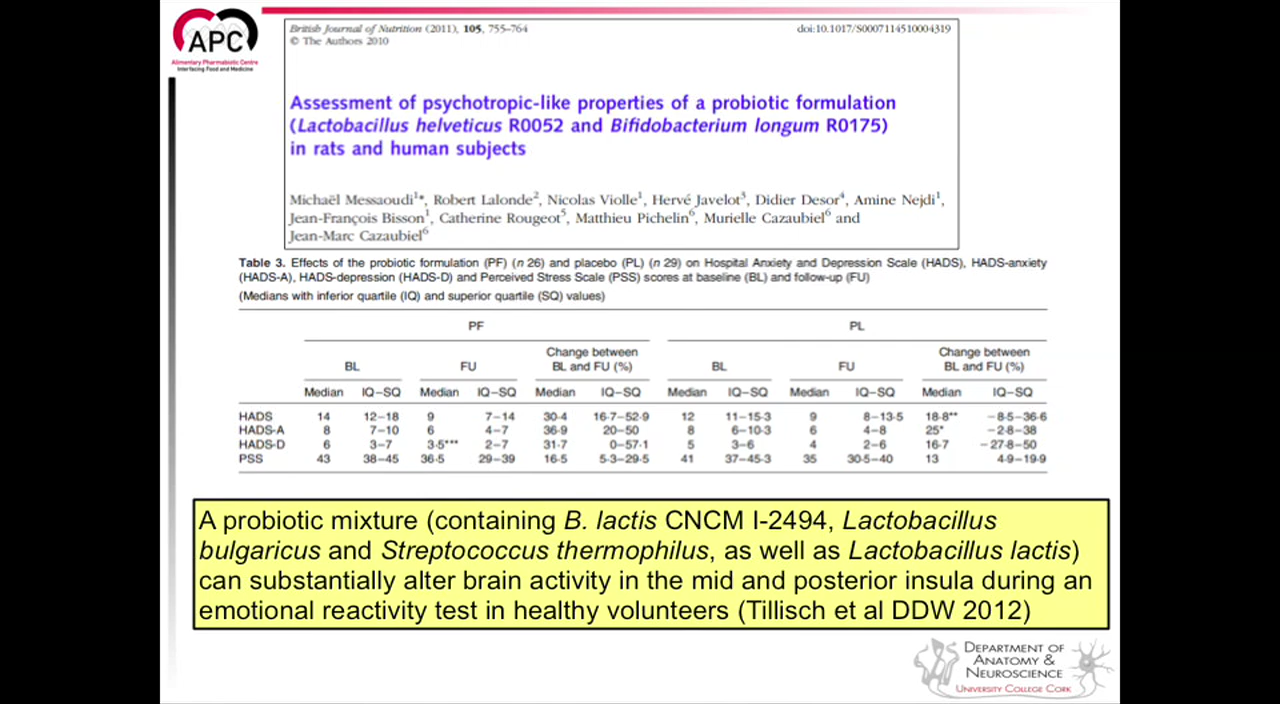 APC
Alimentary Pharmabiotic Centre
Interfacing Food and Medicine
British Journal of Nutrition (2011), 105, 755–764
doi:10.1017/S0007114510004319
© The Authors 2010
Assessment of psychotropic-like properties of a probiotic formulation
(Lactobacillus helveticus R0052 and Bifidobacterium longum R0175)
in rats and human subjects
Michaël Messaoudi1*, Robert Lalonde2, Nicolas Violle1, Hervé Javelot3, Didier Desor4, Amine Nejdi1,
Jean-François Bisson1, Catherine Rougeot5, Matthieu Pichelin6, Murielle Cazaubiel6 and
Jean-Marc Cazaubiel6
Table 3. Effects of the probiotic formulation (PF) (n 26) and placebo (PL) (n 29) on Hospital Anxiety and Depression Scale (HADS), HADS-anxiety
(HADS-A), HADS-depression (HADS-D) and Perceived Stress Scale (PSS) scores at baseline (BL) and follow-up (FU)
(Medians with inferior quartile (IQ) and superior quartile (SQ) values)
PF PL
BL FU Change between BL FU Change between
BL and FU (%) BL and FU (%)
Median IQ–SQ Median IQ–SQ Median IQ–SQ Median IQ–SQ Median IQ–SQ Median IQ–SQ
HADS 14 12–18 9 7–14 30·4 16·7–52·9 12 11–15·3 9 8–13·5 18·8** −8·5–36·6
HADS-A 8 7–10 6 4–7 36·9 20–50 8 6–10·3 6 4–8 25* −2·8–38
HADS-D 6 3–7 3·5*** 2–7 31·7 0–57·1 5 3–6 4 2–6 16·7 −27·8–50
PSS 43 38–45 36·5 29–39 16·5 5·3–29·5 41 37–45·3 35 30·5–40 13 4·9–19·9
A probiotic mixture (containing B. lactis CNCM I-2494, Lactobacillus
bulgaricus and Streptococcus thermophilus, as well as Lactobacillus lactis)
can substantially alter brain activity in the mid and posterior insula during an
emotional reactivity test in healthy volunteers (Tillisch et al DDW 2012)
DEPARTMENT OF
ANATOMY &
NEUROSCIENCE
UNIVERSITY COLLEGE CORK